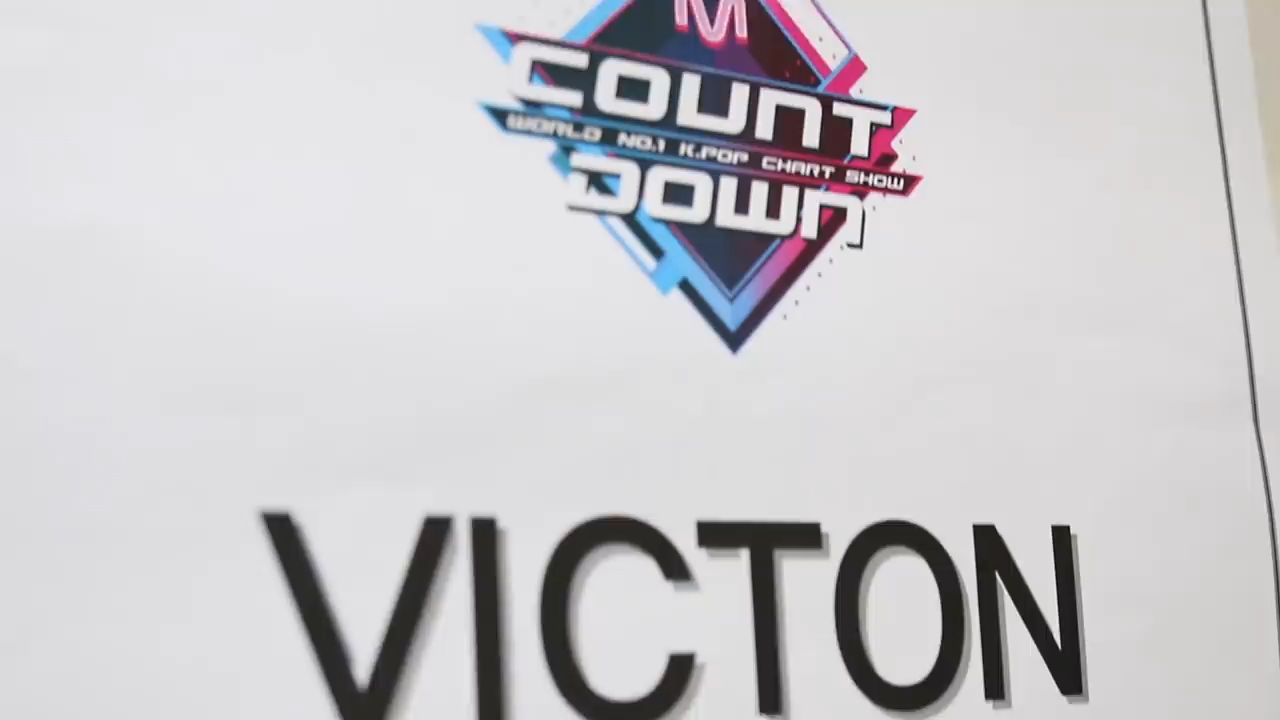 M
COUNT
WORLD NO.1 K.POP CHART SHOW
DOWN
VICTON